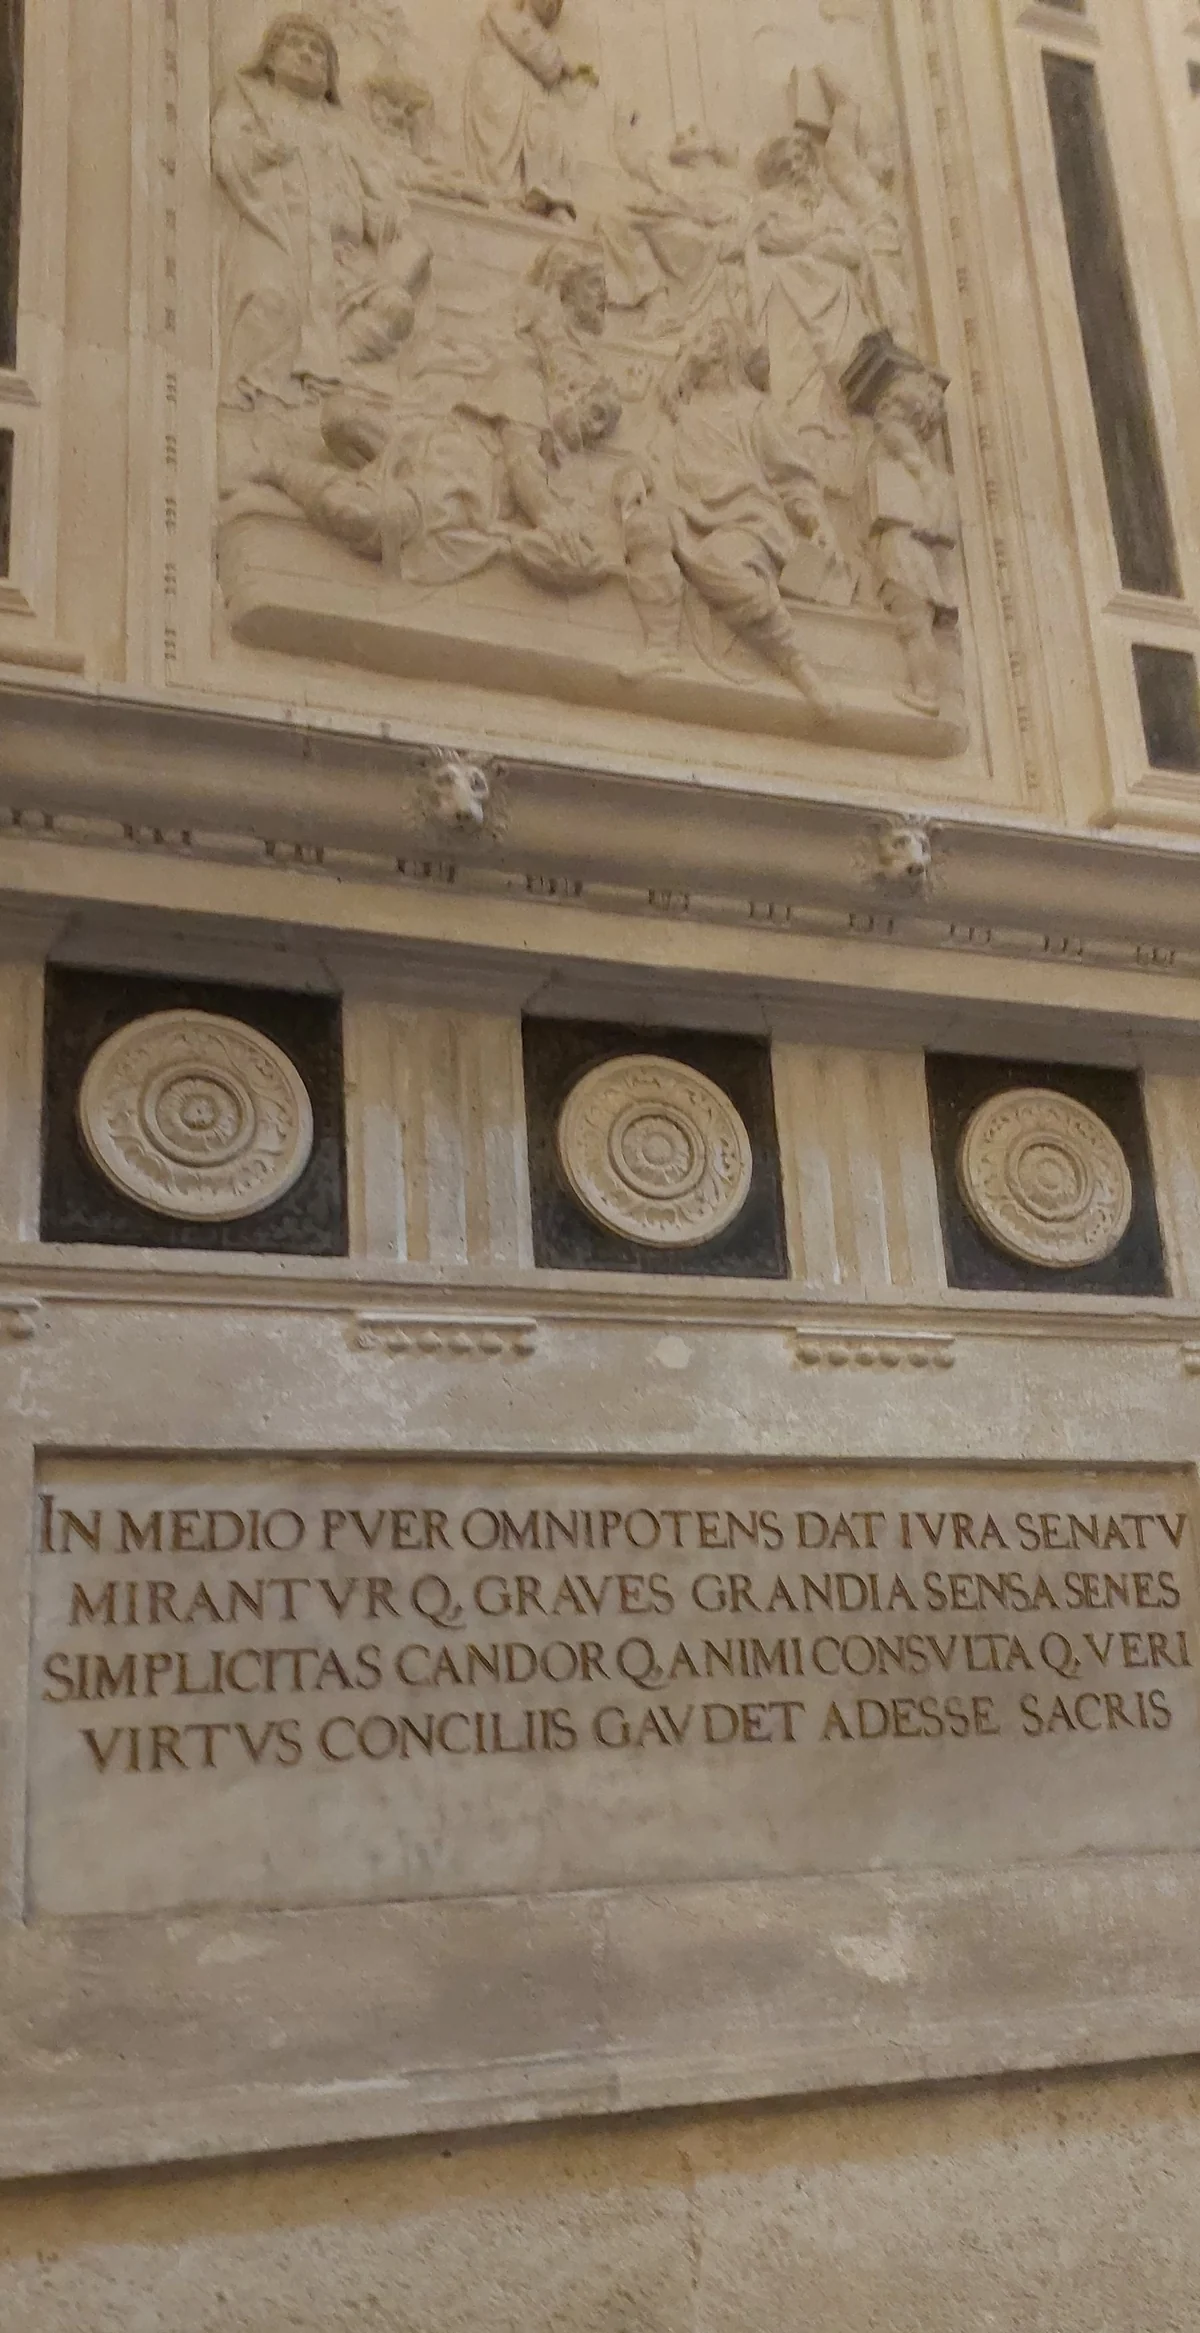 IN MEDIO PVER OMNIPOTENS DAT IVRA SENATV
MIRANTVR Q, GRAVES GRANDIA SENSA SENES
SIMPLICITAS CANDOR Q, ANIMI CONSVLTA Q, VERI
VIRTVS CONCILIIS GAVDET ADESSE SACRIS